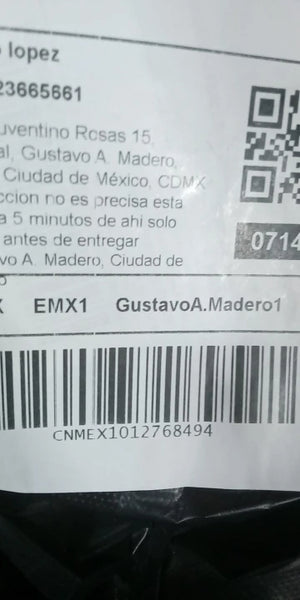 lopez
23665661
uventino Rosas 15,
al, Gustavo A. Madero,
Ciudad de México, CDMX
ccion no es precisa esta
a 5 minutos de ahi solo
antes de entregar
vo A. Madero, Ciudad de
0714
EMX1 GustavoA.Madero1
CNMEX1012768494